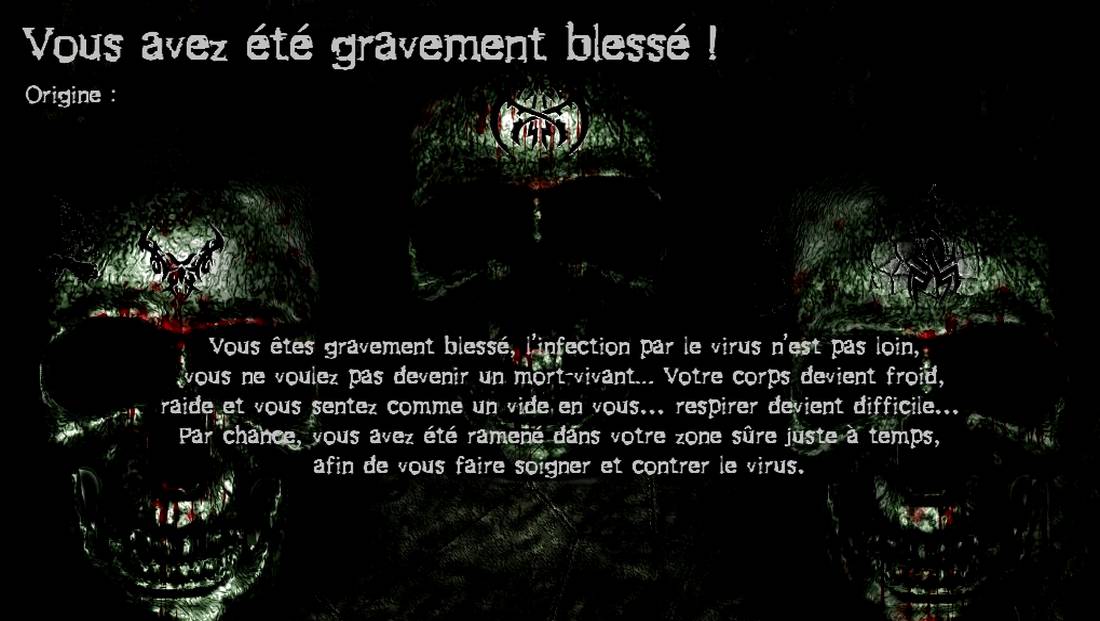 Vous avez été gravement blessé !
Origine :
Vous êtes gravement blessé, l'infection par le virus n'est pas loin,
vous ne voulez pas devenir un mort-vivant... Votre corps devient froid,
raide et vous sentez comme un vide en vous... respirer devient difficile...
Par chance, vous avez été ramené dans votre zone sûre juste à temps,
afin de vous faire soigner et contrer le virus.